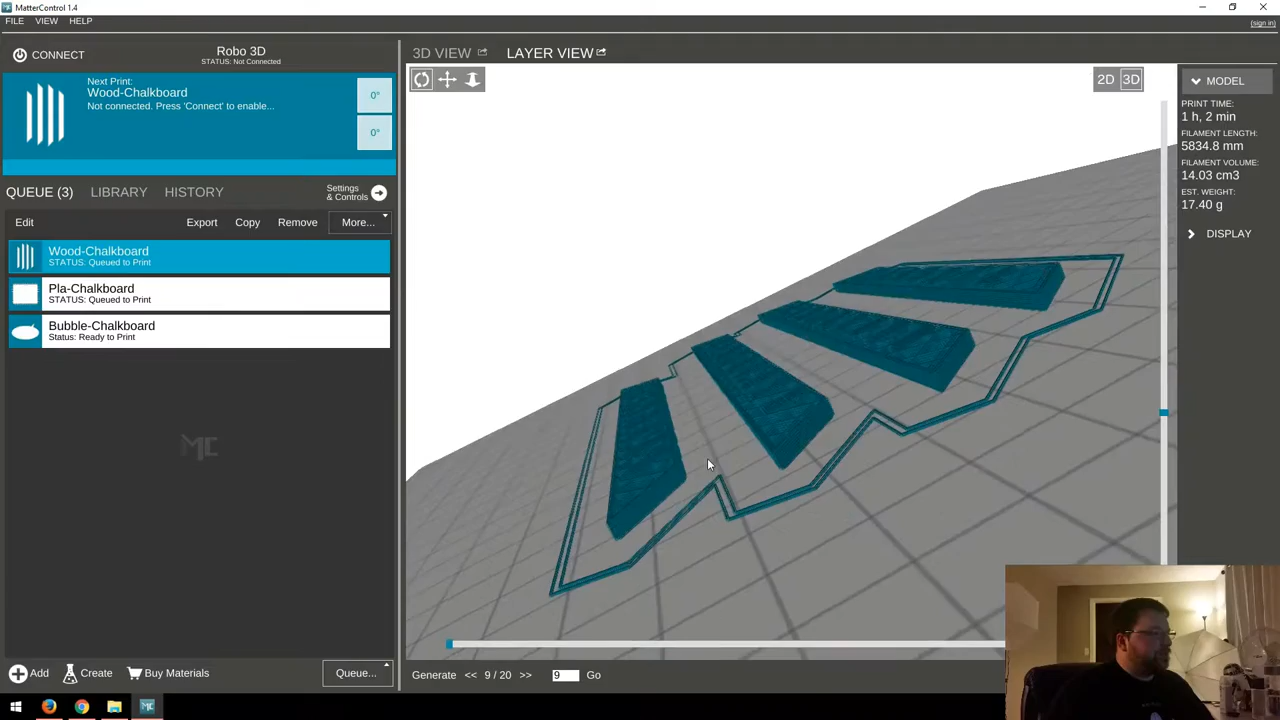 MatterControl 1.4
FILE VIEW HELP
(sign in)
CONNECT
Robo 3D
STATUS: Not Connected
Next Print:
Wood-Chalkboard
Not connected. Press 'Connect' to enable...
0°
0°
QUEUE (3) LIBRARY HISTORY
Settings
& Controls
Edit Export Copy Remove More...
Wood-Chalkboard
STATUS: Queued to Print
Pla-Chalkboard
STATUS: Queued to Print
Bubble-Chalkboard
Status: Ready to Print
MC
Add Create Buy Materials Queue...
3D VIEW LAYER VIEW
2D 3D
Generate << 9 / 20 >> 9 Go
MODEL
PRINT TIME:
1 h, 2 min
FILAMENT LENGTH:
5834.8 mm
FILAMENT VOLUME:
14.03 cm3
EST. WEIGHT:
17.40 g
DISPLAY